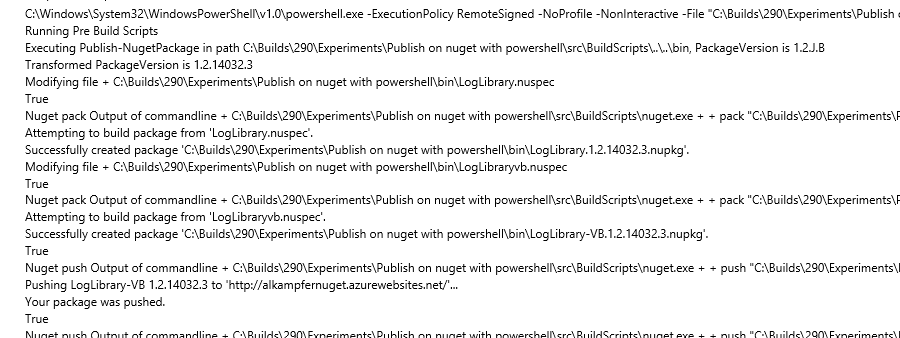 C:\Windows\System32\WindowsPowerShell\v1.0\powershell.exe -ExecutionPolicy RemoteSigned -NoProfile -NonInteractive -File "C:\Builds\290\Experiments\Publish
Running Pre Build Scripts
Executing Publish-NugetPackage in path C:\Builds\290\Experiments\Publish on nuget with powershell\src\BuildScripts\..\..\bin, PackageVersion is 1.2.J.B
Transformed PackageVersion is 1.2.14032.3
Modifying file + C:\Builds\290\Experiments\Publish on nuget with powershell\bin\LogLibrary.nuspec
True
Nuget pack Output of commandline + C:\Builds\290\Experiments\Publish on nuget with powershell\src\BuildScripts\nuget.exe + + pack "C:\Builds\290\Experiments\
Attempting to build package from 'LogLibrary.nuspec'.
Successfully created package 'C:\Builds\290\Experiments\Publish on nuget with powershell\bin\LogLibrary.1.2.14032.3.nupkg'.
Modifying file + C:\Builds\290\Experiments\Publish on nuget with powershell\bin\LogLibraryvb.nuspec
True
Nuget pack Output of commandline + C:\Builds\290\Experiments\Publish on nuget with powershell\src\BuildScripts\nuget.exe + + pack "C:\Builds\290\Experiments\
Attempting to build package from 'LogLibraryvb.nuspec'.
Successfully created package 'C:\Builds\290\Experiments\Publish on nuget with powershell\bin\LogLibrary-VB.1.2.14032.3.nupkg'.
True
Nuget push Output of commandline + C:\Builds\290\Experiments\Publish on nuget with powershell\src\BuildScripts\nuget.exe + + push "C:\Builds\290\Experiments\
Pushing LogLibrary-VB 1.2.14032.3 to 'http://alkampfernuget.azurewebsites.net/'...
Your package was pushed.
True
Nuget push Output of commandline + C:\Builds\290\Experiments\Publish on nuget with powershell\src\BuildScripts\nuget.exe + + push "C:\Builds\290\Experiments\